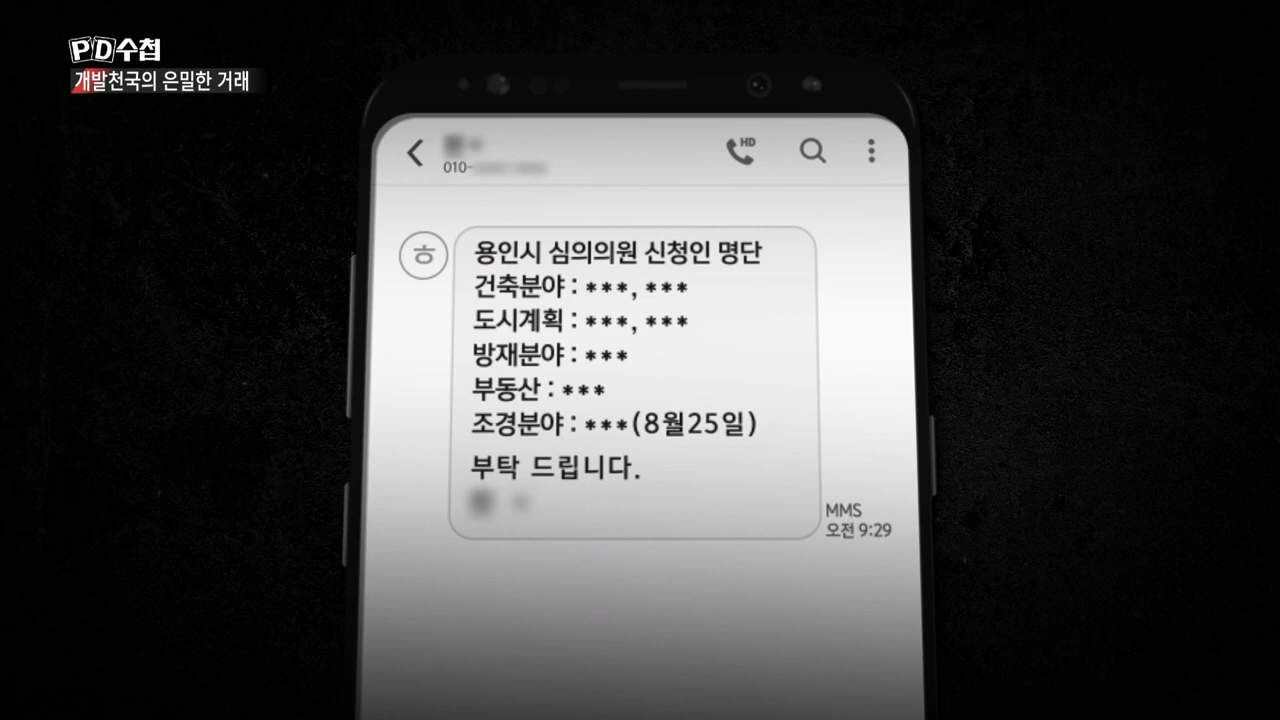 PD수첩
개발천국의 은밀한 거래
HD
010-
ㅎ
용인시 심의의원 신청인 명단
건축분야 : ***, ***
도시계획 : ***, ***
방재분야 : ***
부동산 : ***
조경분야 : ***(8월25일)
부탁 드립니다.
MMS
오전 9:29